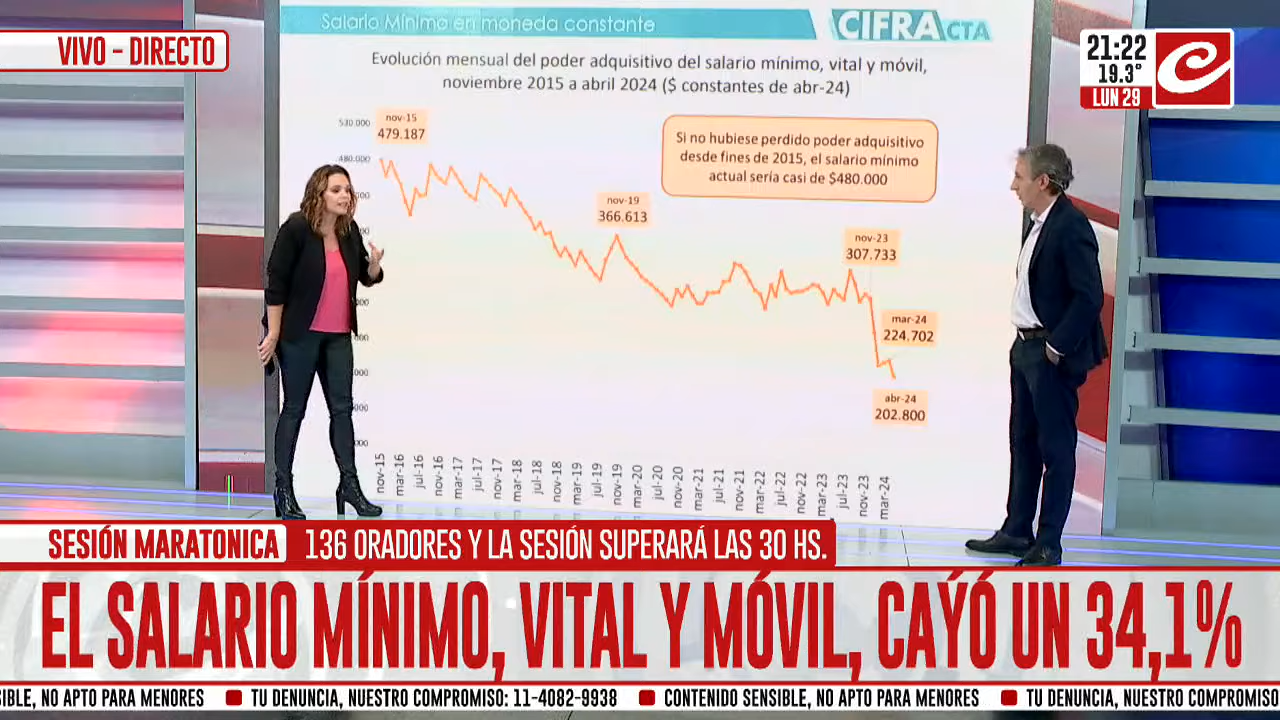 Salario Mínimo en moneda constante
CIFRA CTA
VIVO - DIRECTO
21:22
19.3°
LUN 29
Evolución mensual del poder adquisitivo del salario mínimo, vital y móvil,
noviembre 2015 a abril 2024 ($ constantes de abr-24)
530.000
480.000
nov-15
479.187
Si no hubiese perdido poder adquisitivo
desde fines de 2015, el salario mínimo
actual sería casi de $480.000
nov-19
366.613
nov-23
307.733
mar-24
224.702
abr-24
202.800
nov-15
mar-16
jul-16
nov-16
mar-17
jul-17
nov-17
mar-18
jul-18
nov-18
mar-19
jul-19
nov-19
mar-20
jul-20
nov-20
mar-21
jul-21
nov-21
mar-22
jul-22
nov-22
mar-23
jul-23
nov-23
mar-24
SESIÓN MARATONICA
136 ORADORES Y LA SESIÓN SUPERARÁ LAS 30 HS.
EL SALARIO MÍNIMO, VITAL Y MÓVIL, CAYÓ UN 34,1%
SIBLE, NO APTO PARA MENORES ■ TU DENUNCIA, NUESTRO COMPROMISO: 11-4082-9938 ■ CONTENIDO SENSIBLE, NO APTO PARA MENORES ■ TU DENUNCIA, NUESTRO COMPROMISO